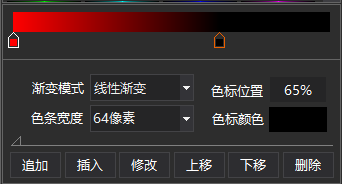 渐变模式 线性渐变 色标位置 65%
色条宽度 64像素 色标颜色
追加 插入 修改 上移 下移 删除